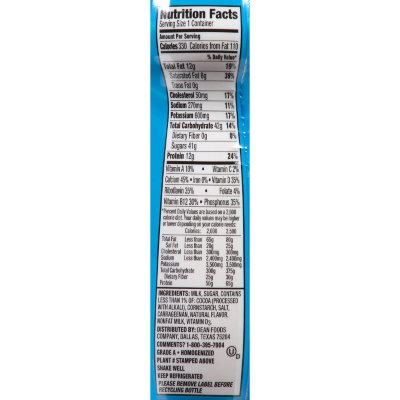 Nutrition Facts
Serving Size 1 Container
Amount Per Serving
Calories 330 Calories from Fat 110
% Daily Value*
Total Fat 12g 19%
Saturated Fat 8g 39%
Trans Fat 0g
Cholesterol 50mg 17%
Sodium 270mg 11%
Potassium 600mg 17%
Total Carbohydrate 42g 14%
Dietary Fiber 0g 0%
Sugars 41g
Protein 12g 24%
Vitamin A 10% • Vitamin C 2%
Calcium 45% • Iron 0% • Vitamin D 35%
Riboflavin 35% • Folate 4%
Vitamin B12 30% • Phosphorus 35%
*Percent Daily Values are based on a 2,000
calorie diet. Your daily values may be higher
or lower depending on your calorie needs:
Calories: 2,000 2,500
Total Fat Less than 65g 80g
Sat Fat Less than 20g 25g
Cholesterol Less than 300mg 300mg
Sodium Less than 2,400mg 2,400mg
Potassium 3,500mg 3,500mg
Total Carbohydrate 300g 375g
Dietary Fiber 25g 30g
Protein 50g 65g
INGREDIENTS: MILK, SUGAR, CONTAINS
LESS THAN 1% OF: COCOA (PROCESSED
WITH ALKALI), CORNSTARCH, SALT,
CARRAGEENAN, NATURAL FLAVOR,
NONFAT MILK, VITAMIN D3.
DISTRIBUTED BY: DEAN FOODS
COMPANY, DALLAS, TEXAS 75204
COMMENTS? 1-800-395-7004
GRADE A • HOMOGENIZED
PLANT # STAMPED ABOVE
SHAKE WELL
KEEP REFRIGERATED
PLEASE REMOVE LABEL BEFORE
RECYCLING BOTTLE
U D